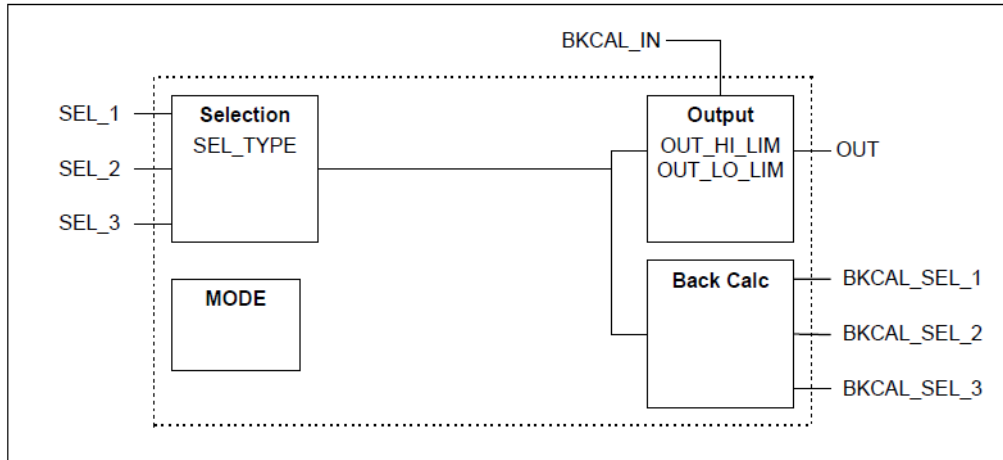 BKCAL_IN
SEL_1
SEL_2
SEL_3
Selection
SEL_TYPE
MODE
Output
OUT_HI_LIM
OUT_LO_LIM
OUT
Back Calc
BKCAL_SEL_1
BKCAL_SEL_2
BKCAL_SEL_3